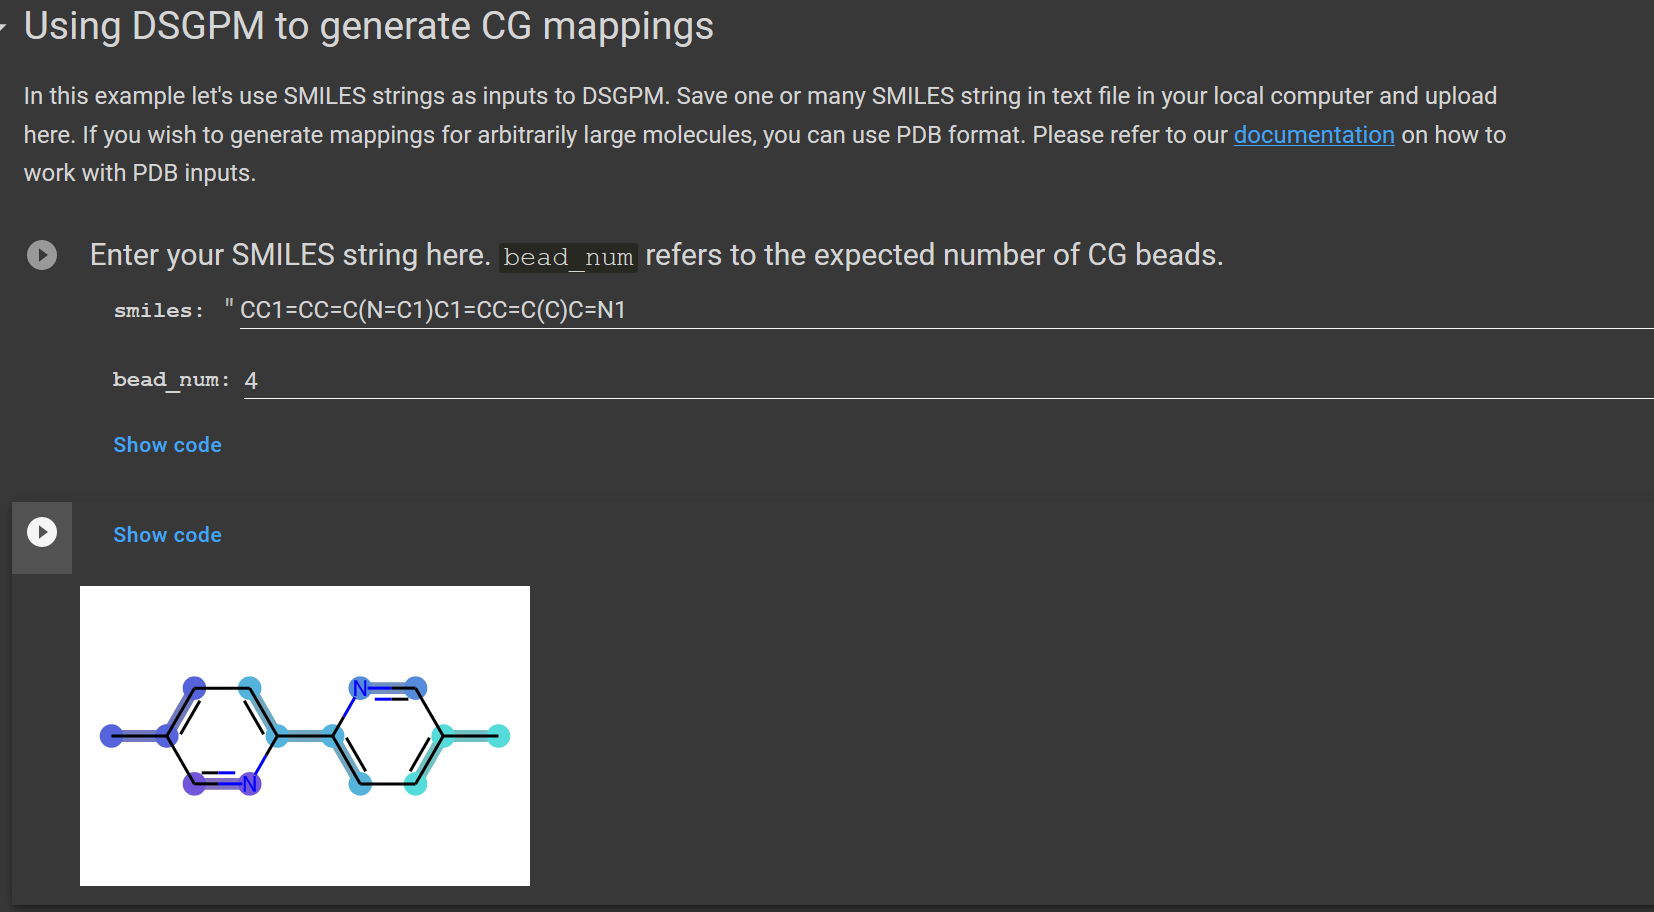 Using DSGPM to generate CG mappings
In this example let's use SMILES strings as inputs to DSGPM. Save one or many SMILES string in text file in your local computer and upload
here. If you wish to generate mappings for arbitrarily large molecules, you can use PDB format. Please refer to our documentation on how to
work with PDB inputs.
Enter your SMILES string here. bead_num refers to the expected number of CG beads.
smiles: " CC1=CC=C(N=C1)C1=CC=C(C)C=N1
bead_num: 4
Show code
Show code
N
N